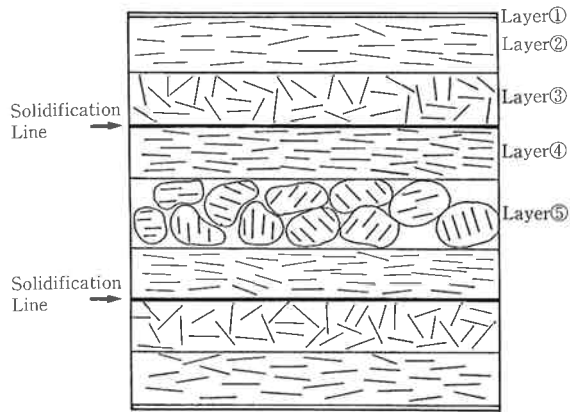 Layer①
Layer②
Layer③
Solidification
Line
Layer④
Layer⑤
Solidification
Line